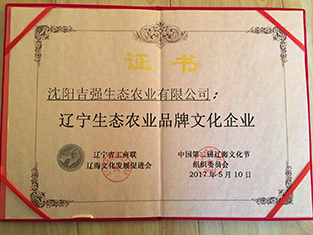 证书
沈阳吉强生态农业有限公司：
辽宁生态农业品牌文化企业
辽宁省工商联
辽海文化发展促进会
中国第二届辽海文化节
组织委员会
2017年5月10日